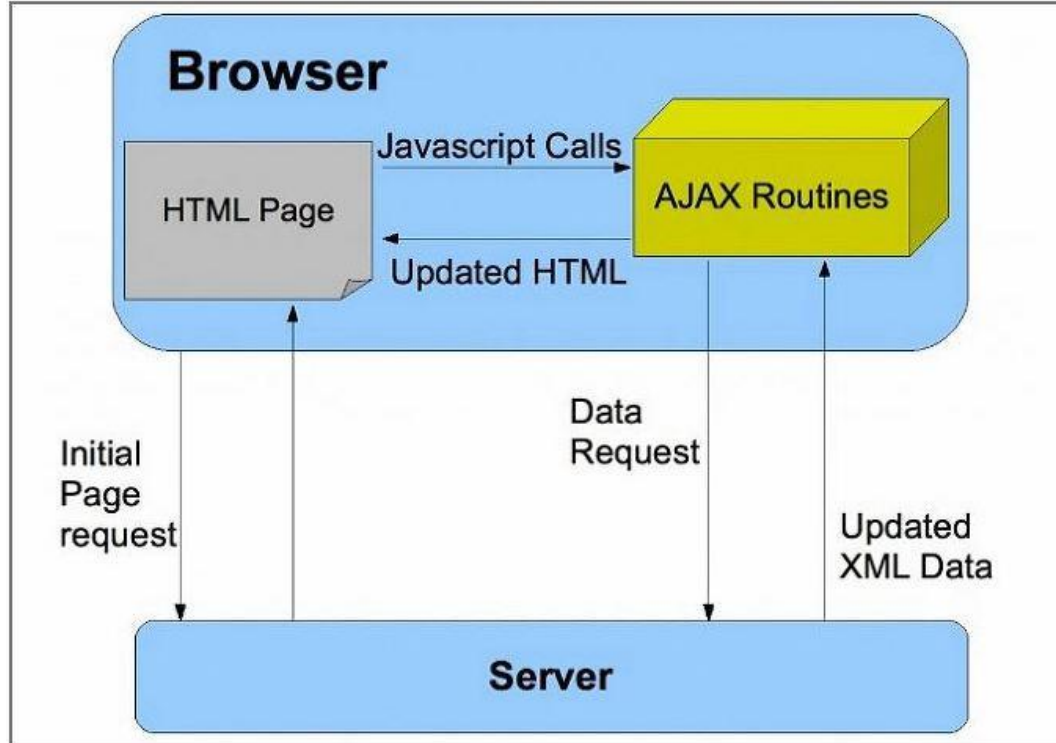 Browser
Javascript Calls
HTML Page
AJAX Routines
Updated HTML
Initial
Page
request
Data
Request
Updated
XML Data
Server